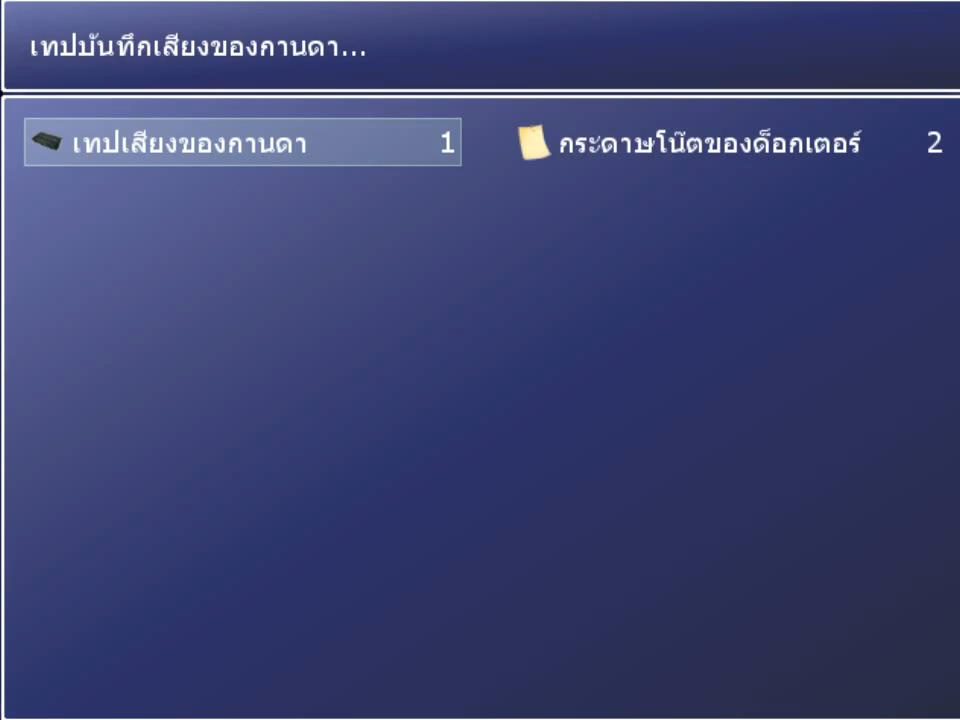 เทปบันทึกเสียงของกานดา...
เทปเสียงของกานดา 1 กระดาษโน๊ตของด็อกเตอร์ 2